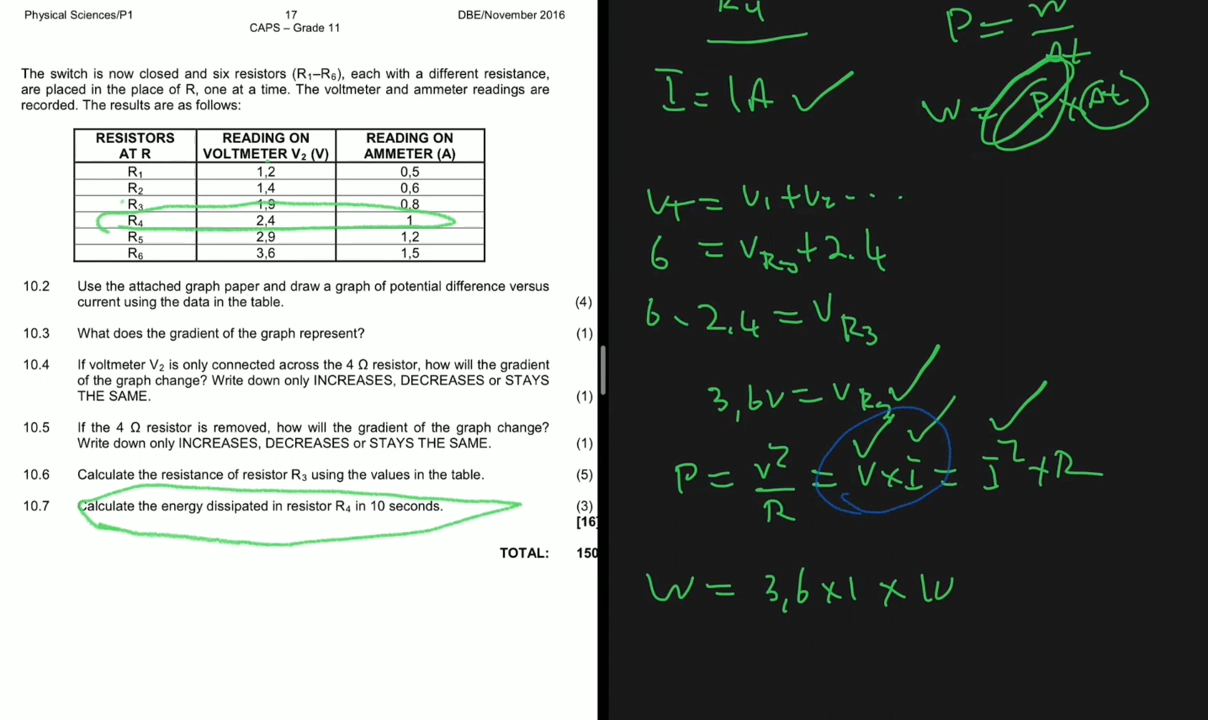 Physical Sciences/P1 17 DBE/November 2016
CAPS – Grade 11
The switch is now closed and six resistors (R₁–R₆), each with a different resistance,
are placed in the place of R, one at a time. The voltmeter and ammeter readings are
recorded. The results are as follows:
RESISTORS AT R | READING ON VOLTMETER V₂ (V) | READING ON AMMETER (A)
R₁ 1,2 0,5
R₂ 1,4 0,6
R₃ 1,9 0,8
R₄ 2,4 1
R₅ 2,9 1,2
R₆ 3,6 1,5
10.2 Use the attached graph paper and draw a graph of potential difference versus
current using the data in the table. (4)
10.3 What does the gradient of the graph represent? (1)
10.4 If voltmeter V₂ is only connected across the 4 Ω resistor, how will the gradient
of the graph change? Write down only INCREASES, DECREASES or STAYS
THE SAME. (1)
10.5 If the 4 Ω resistor is removed, how will the gradient of the graph change?
Write down only INCREASES, DECREASES or STAYS THE SAME. (1)
10.6 Calculate the resistance of resistor R₃ using the values in the table. (5)
10.7 Calculate the energy dissipated in resistor R₄ in 10 seconds. (3)
[16]
TOTAL: 150
R4
P = W/Δt
I = 1A ✓
W = P × Δt
VT = V1 + V2 ...
6 = VR3 + 2.4
6 - 2.4 = VR3
3,6V = VR3 ✓
P = V²/R = V×I = I² × R
W = 3,6 × 1 × 10